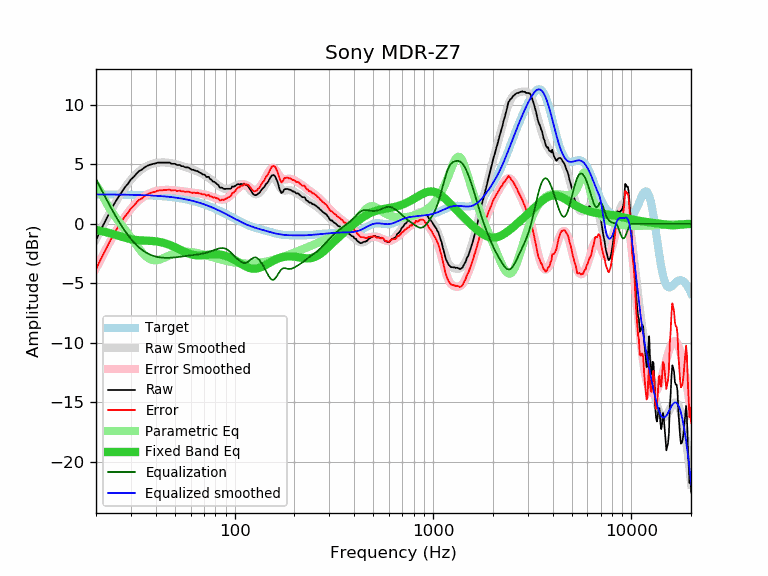 Sony MDR-Z7
10
5
0
−5
−10
−15
−20
Amplitude (dBr)
Target
Raw Smoothed
Error Smoothed
Raw
Error
Parametric Eq
Fixed Band Eq
Equalization
Equalized smoothed
100
1000
10000
Frequency (Hz)